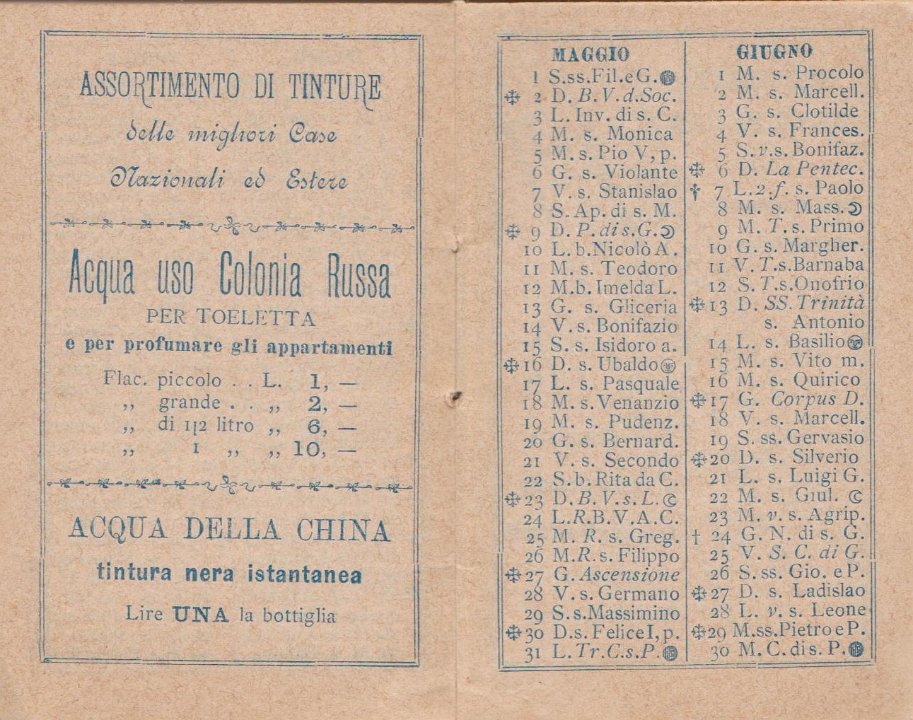 ASSORTIMENTO DI TINTURE
delle migliori Case
Nazionali ed Estere
Acqua uso Colonia Russa
PER TOELETTA
e per profumare gli appartamenti
Flac. piccolo . . L. 1, —
„ grande . . „ 2, —
„ di 1|2 litro „ 6, —
„ 1 „ „ 10, —
ACQUA DELLA CHINA
tintura nera istantanea
Lire UNA la bottiglia
MAGGIO
1 S.ss.Fil.e G.
✠ 2 D. B. V. d. Soc.
3 L. Inv. di s. C.
4 M. s. Monica
5 M. s. Pio V, p.
6 G. s. Violante
7 V. s. Stanislao
8 S. Ap. di s. M.
✠ 9 D. P. di s. G. ☽
10 L. b. Nicolò A.
11 M. s. Teodoro
12 M.b. Imelda L.
13 G. s. Gliceria
14 V. s. Bonifazio
15 S. s. Isidoro a.
✠ 16 D. s. Ubaldo
17 L. s. Pasquale
18 M. s. Venanzio
19 M. s. Pudenz.
20 G. s. Bernard.
21 V. s. Secondo
22 S. b. Rita da C.
✠ 23 D. B. V. s. L. ☾
24 L.R.B.V.A.C.
25 M. R. s. Greg.
26 M.R.s. Filippo
✠ 27 G. Ascensione
28 V. s. Germano
29 S. s.Massimino
✠ 30 D.s. Felice I, p.
31 L. Tr. C. s. P.
GIUGNO
1 M. s. Procolo
2 M. s. Marcell.
3 G. s. Clotilde
4 V. s. Frances.
5 S. v. s. Bonifaz.
✠ 6 D. La Pentec.
† 7 L. 2. f. s. Paolo
8 M. s. Mass. ☽
9 M. T. s. Primo
10 G. s. Margher.
11 V. T. s. Barnaba
12 S. T. s. Onofrio
✠ 13 D. SS. Trinità
s. Antonio
14 L. s. Basilio
15 M. s. Vito m.
16 M. s. Quirico
✠ 17 G. Corpus D.
18 V. s. Marcell.
19 S. ss. Gervasio
✠ 20 D. s. Silverio
21 L. s. Luigi G.
22 M. s. Giul. ☾
23 M. v. s. Agrip.
† 24 G. N. di s. G.
25 V. S. C. di G.
26 S. ss. Gio. e P.
✠ 27 D. s. Ladislao
28 L. v. s. Leone
✠ 29 M.ss. Pietro e P.
30 M. C. di s. P.